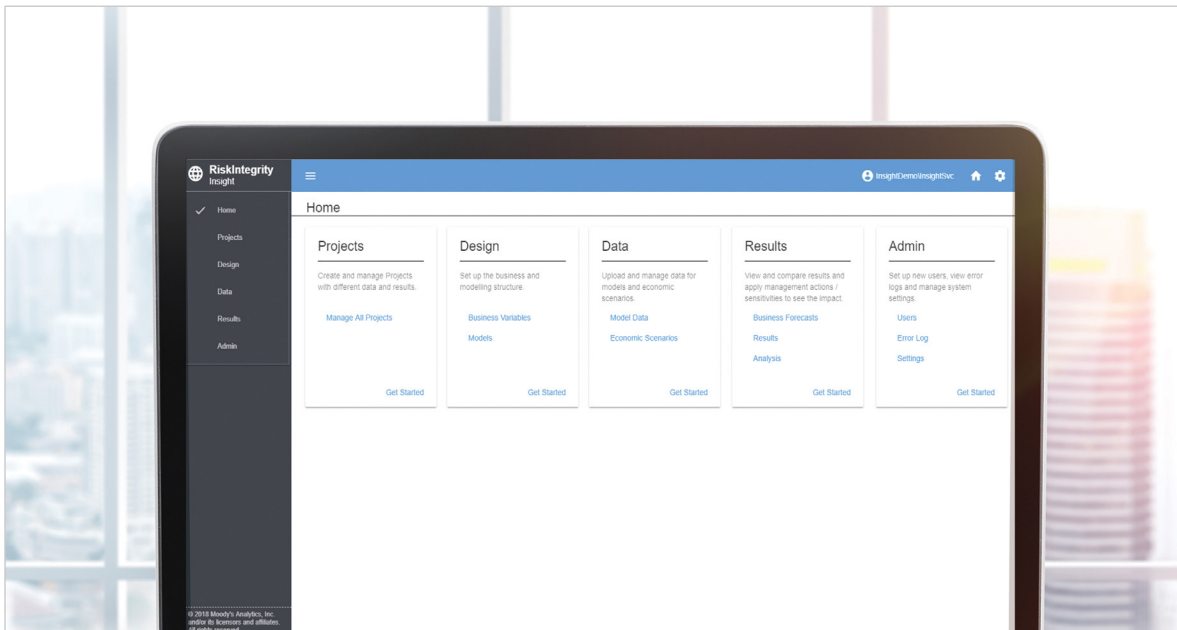 RiskIntegrity
Insight
InsightDemo\InsightSvc
Home
Projects
Design
Data
Results
Admin
Home
Projects
Create and manage Projects
with different data and results.
Manage All Projects
Get Started
Design
Set up the business and
modelling structure.
Business Variables
Models
Get Started
Data
Upload and manage data for
models and economic
scenarios.
Model Data
Economic Scenarios
Get Started
Results
View and compare results and
apply management actions /
sensitivities to see the impact.
Business Forecasts
Results
Analysis
Get Started
Admin
Set up new users, view error
logs and manage system
settings.
Users
Error Log
Settings
Get Started
© 2018 Moody's Analytics, Inc.
and/or its licensors and affiliates.
All rights reserved.